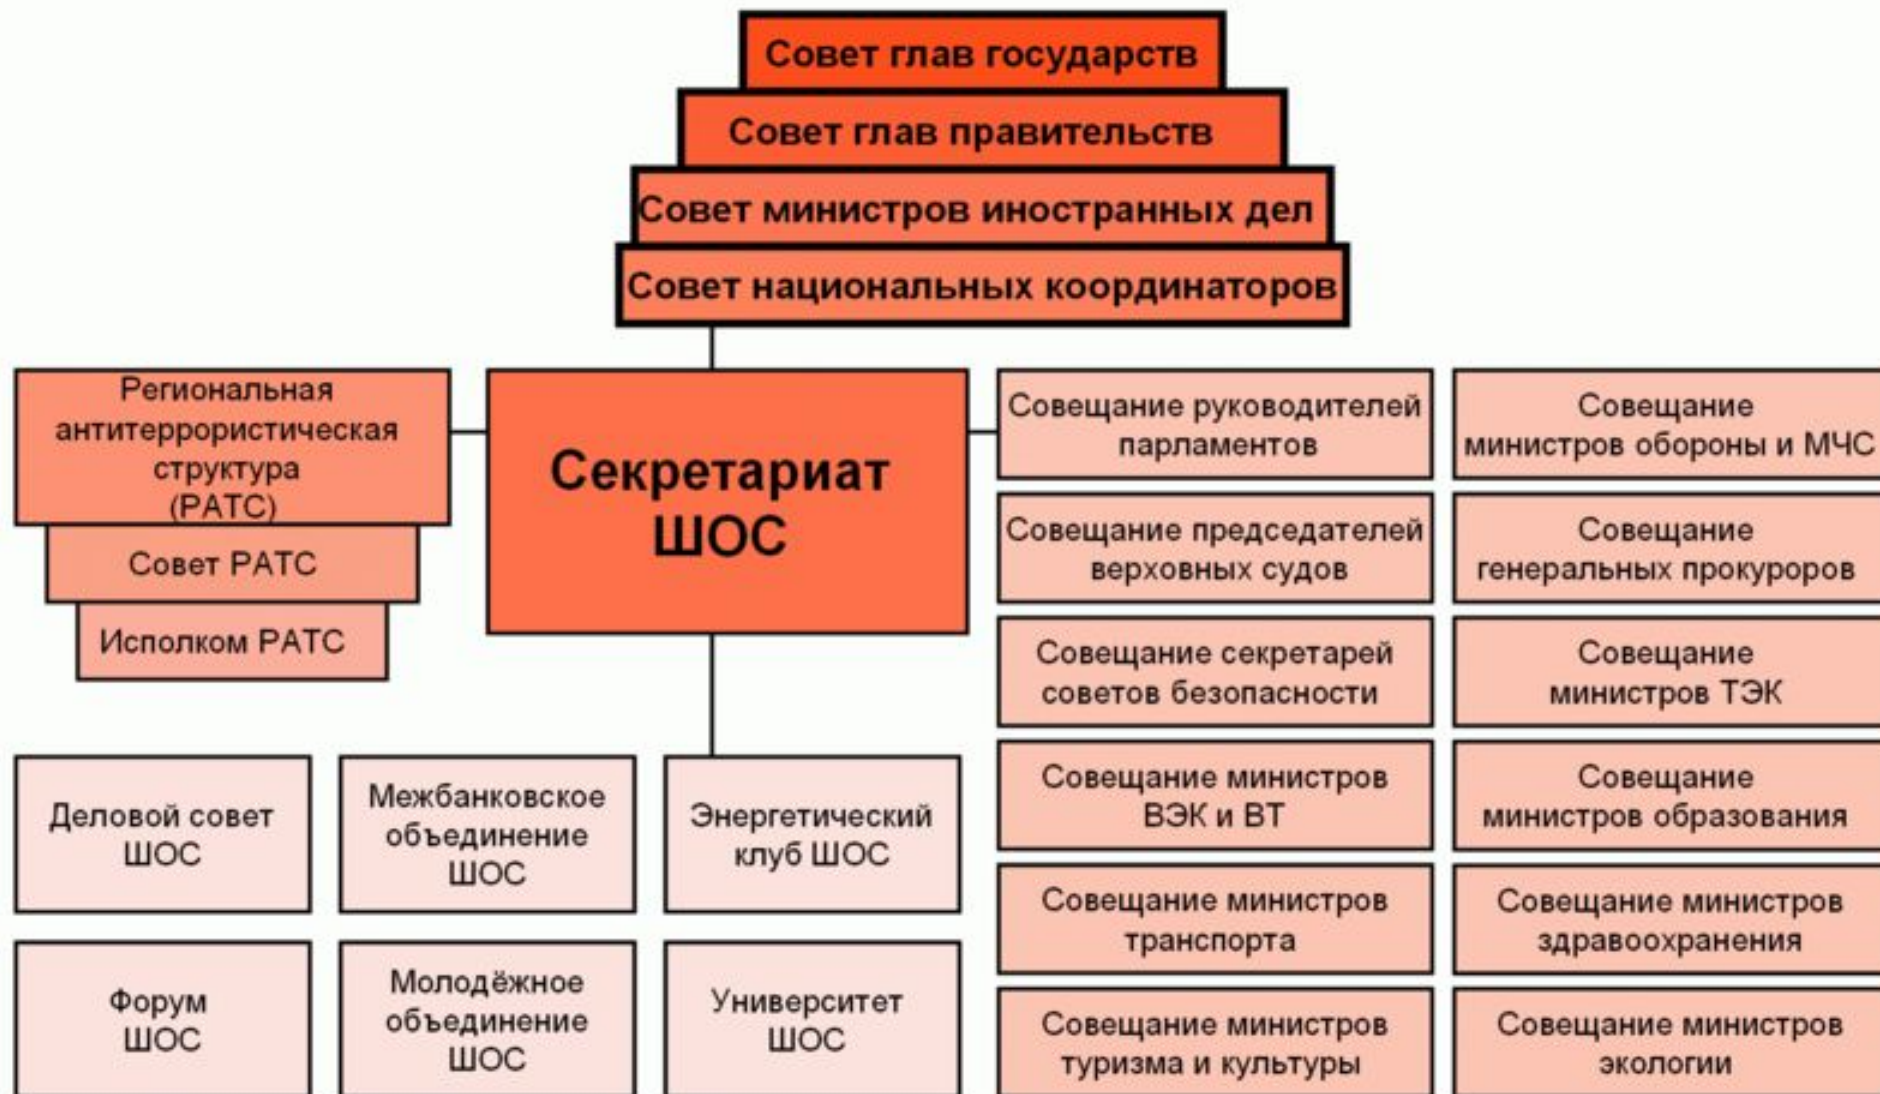 Совет глав государств
Совет глав правительств
Совет министров иностранных дел
Совет национальных координаторов
Региональная
антитеррористическая
структура
(РАТС)
Совет РАТС
Исполком РАТС
Секретариат
ШОС
Совещание руководителей
парламентов
Совещание
министров обороны и МЧС
Совещание председателей
верховных судов
Совещание
генеральных прокуроров
Совещание секретарей
советов безопасности
Совещание
министров ТЭК
Совещание министров
ВЭК и ВТ
Совещание
министров образования
Совещание министров
транспорта
Совещание министров
здравоохранения
Совещание министров
туризма и культуры
Совещание министров
экологии
Деловой совет
ШОС
Межбанковское
объединение
ШОС
Энергетический
клуб ШОС
Форум
ШОС
Молодёжное
объединение
ШОС
Университет
ШОС